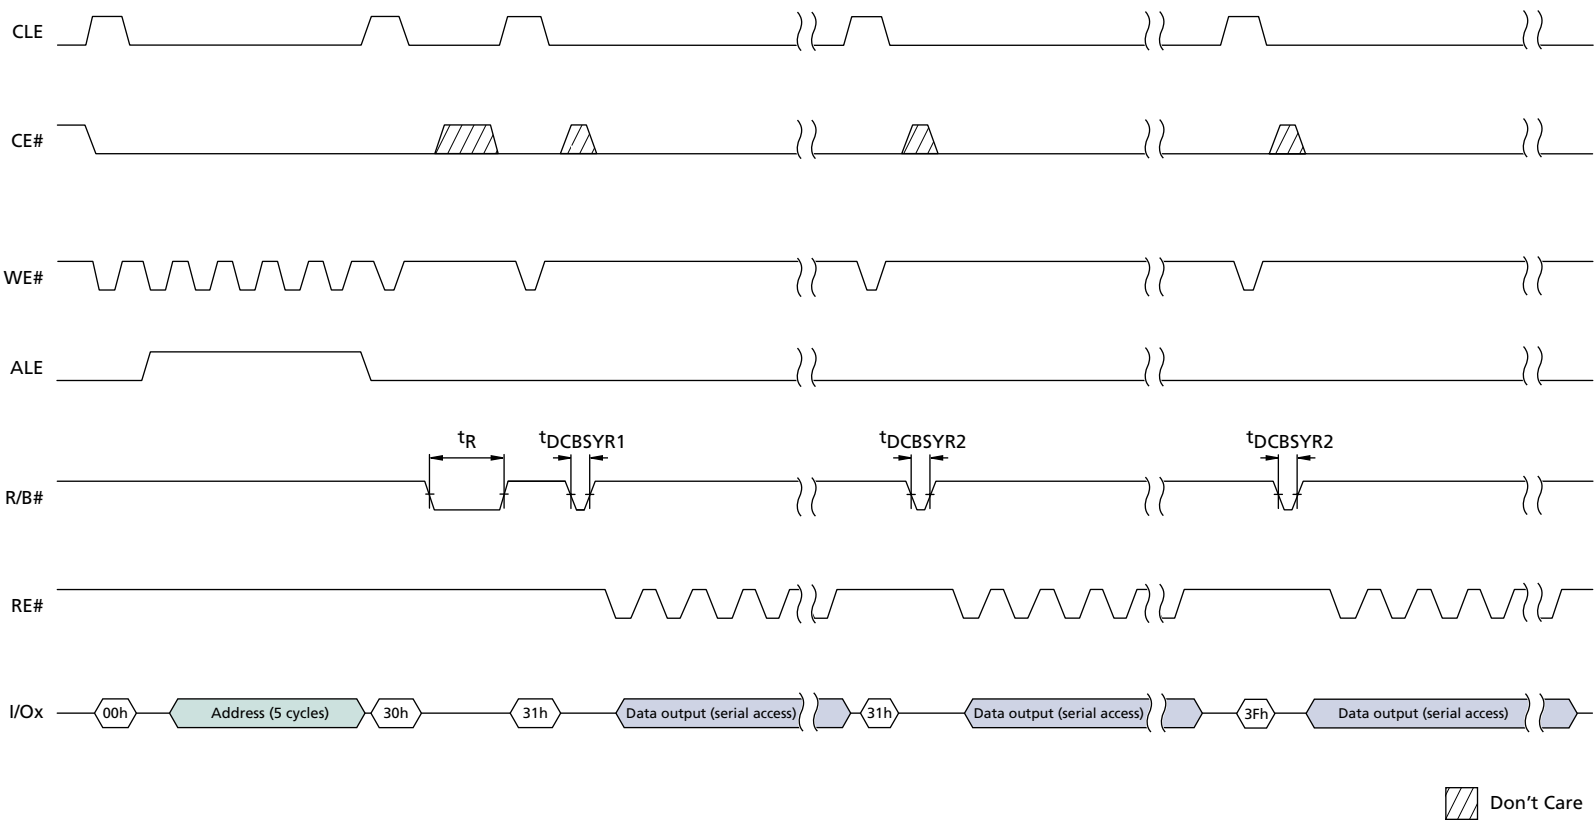 CLE
CE#
WE#
ALE
tR tDCBSYR1 tDCBSYR2 tDCBSYR2
R/B#
RE#
I/Ox 00h Address (5 cycles) 30h 31h Data output (serial access) 31h Data output (serial access) 3Fh Data output (serial access)
Don’t Care